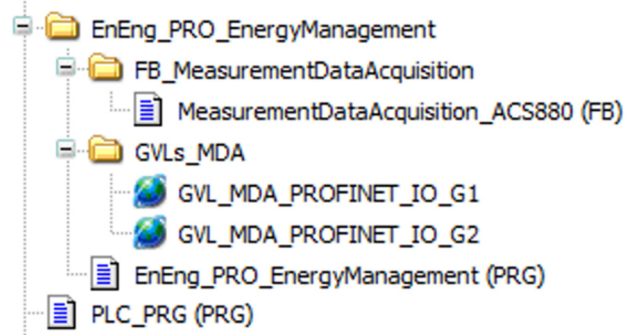 EnEng_PRO_EnergyManagement
FB_MeasurementDataAcquisition
MeasurementDataAcquisition_ACS880 (FB)
GVLs_MDA
GVL_MDA_PROFINET_IO_G1
GVL_MDA_PROFINET_IO_G2
EnEng_PRO_EnergyManagement (PRG)
PLC_PRG (PRG)